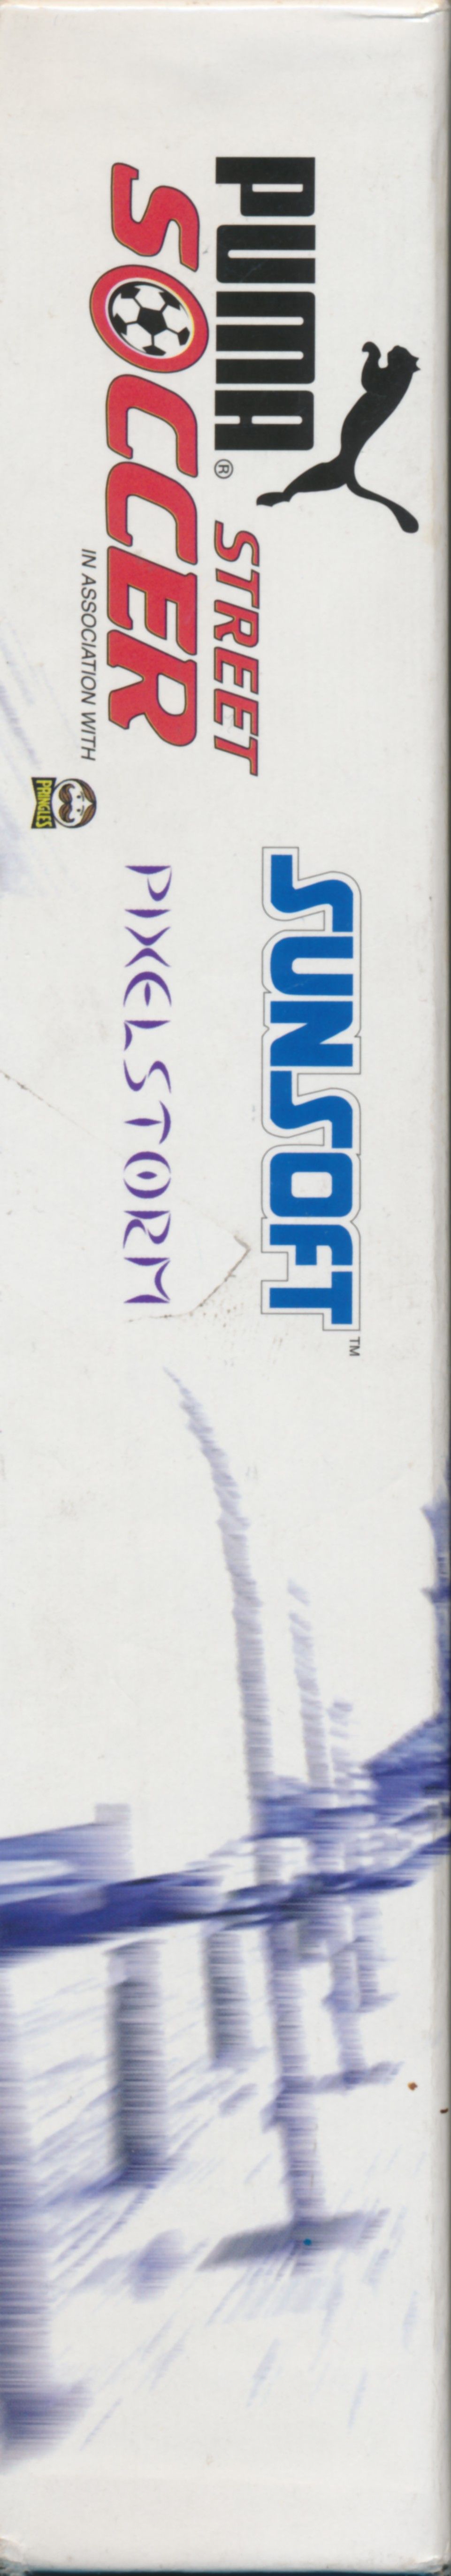 PUMA®
STREET
SOCCER
IN ASSOCIATION WITH
PRINGLES
SUNSOFT™
PIXELSTORM